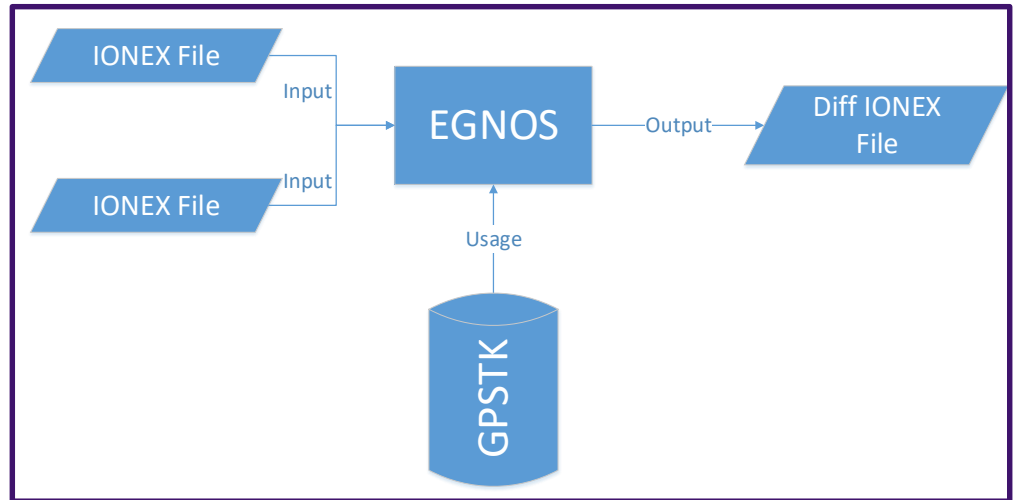 IONEX File
Input
EGNOS
Output
Diff IONEX
File
Input
IONEX File
Usage
GPSTK